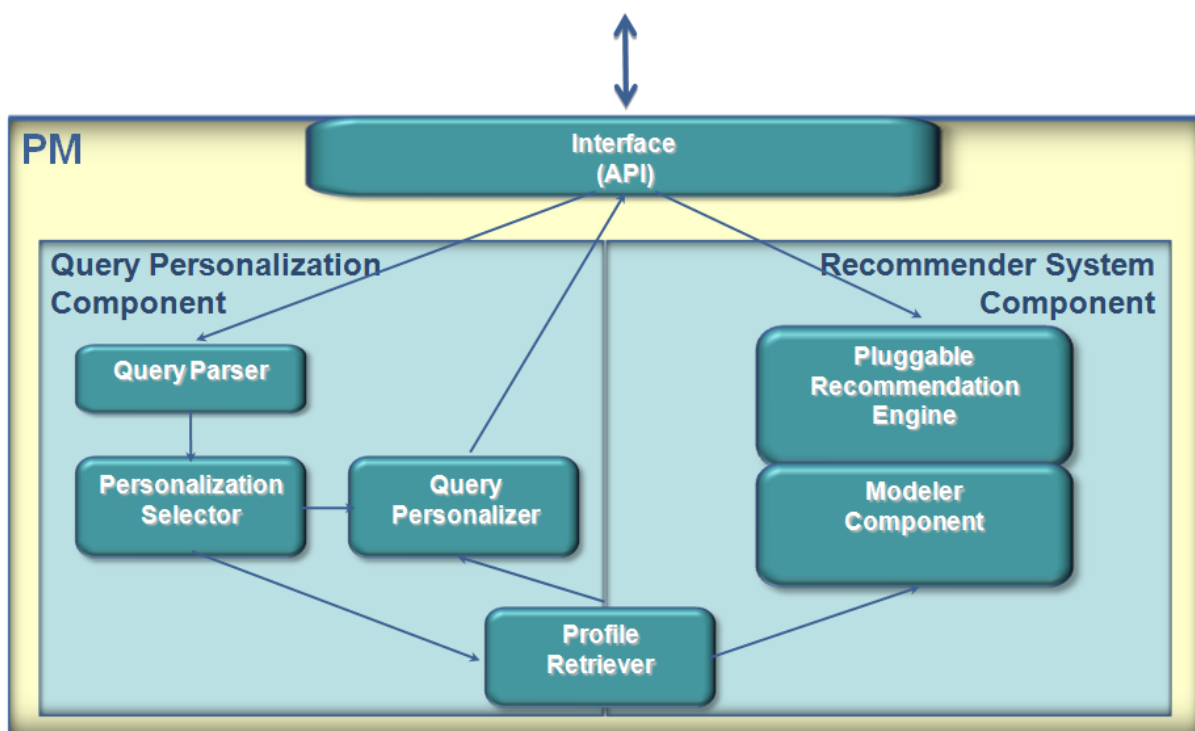 PM
Interface
(API)
Query Personalization
Component
Recommender System
Component
Query Parser
Pluggable
Recommendation
Engine
Personalization
Selector
Query
Personalizer
Modeler
Component
Profile
Retriever